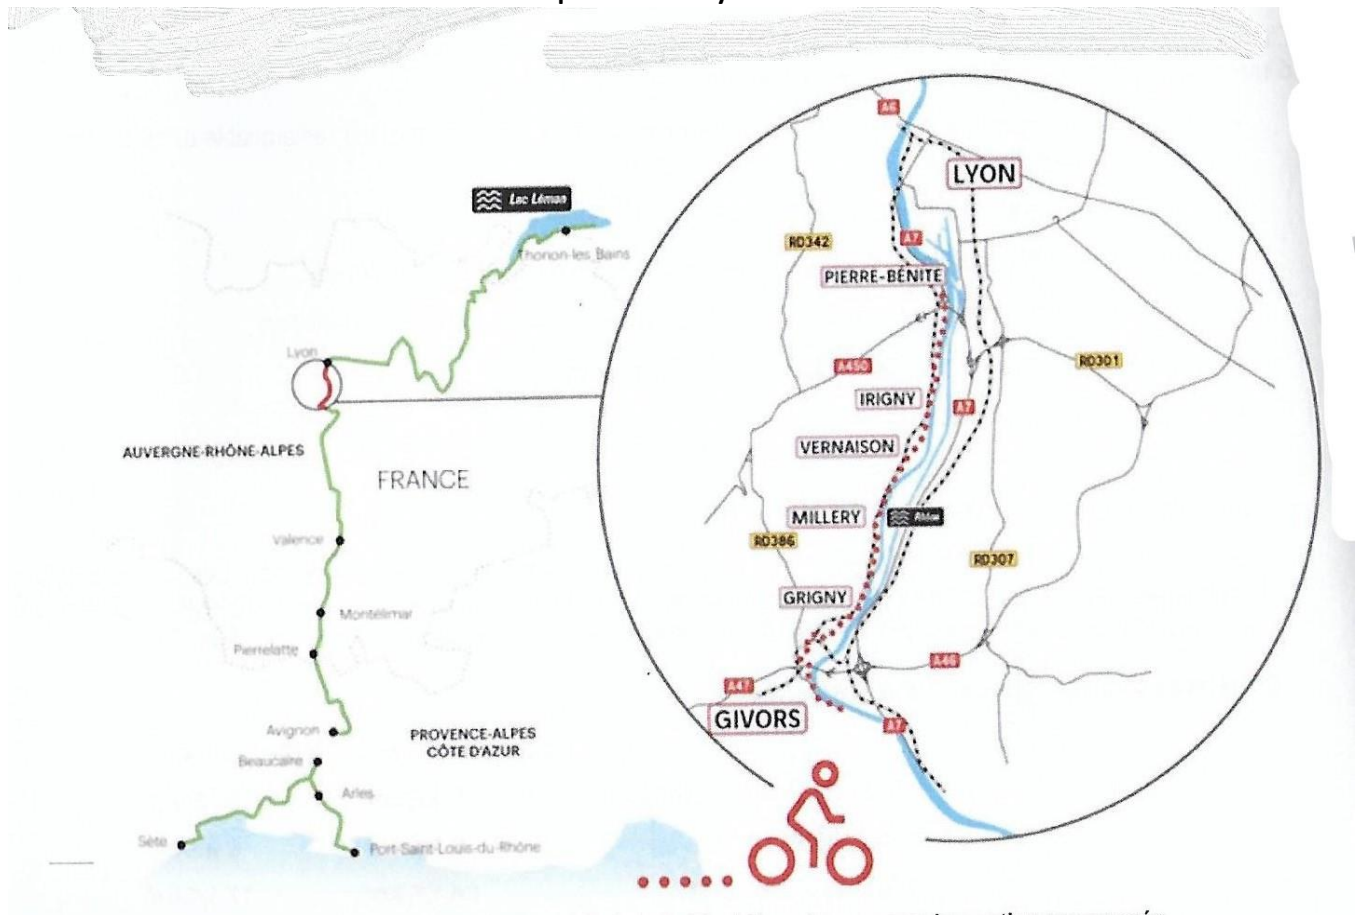 Lac Léman
Thonon-les Bains
Lyon
AUVERGNE-RHÔNE-ALPES
FRANCE
Valence
Montélimar
Pierrelatte
Avignon
PROVENCE-ALPES
CÔTE D'AZUR
Beaucaire
Arles
Sète
Port-Saint-Louis-du-Rhône
A6
LYON
RD342
A7
PIERRE-BÉNITE
A450
RD301
IRIGNY
A7
VERNAISON
MILLERY
Rhône
RD386
RD307
GRIGNY
A46
A47
GIVORS
A7